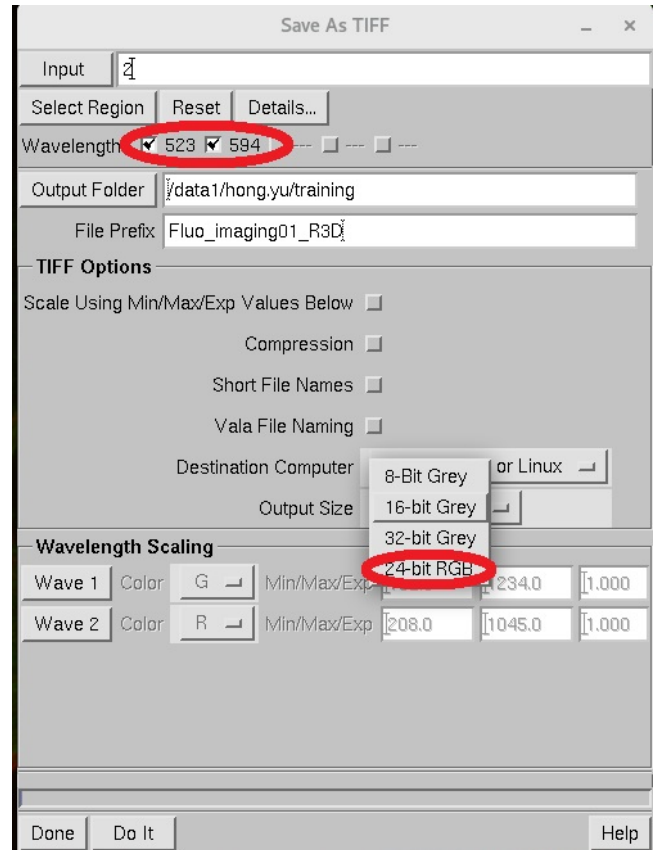 Save As TIFF
Input 2
Select Region Reset Details...
Wavelength 523 594 --- ---
Output Folder /data1/hong.yu/training
File Prefix Fluo_imaging01_R3D
TIFF Options
Scale Using Min/Max/Exp Values Below
Compression
Short File Names
Vala File Naming
Destination Computer or Linux
8-Bit Grey
Output Size 16-bit Grey
32-bit Grey
24-bit RGB
Wavelength Scaling
Wave 1 Color G Min/Max/Exp 1234.0 1.000
Wave 2 Color R Min/Max/Exp 208.0 1045.0 1.000
Done Do It Help